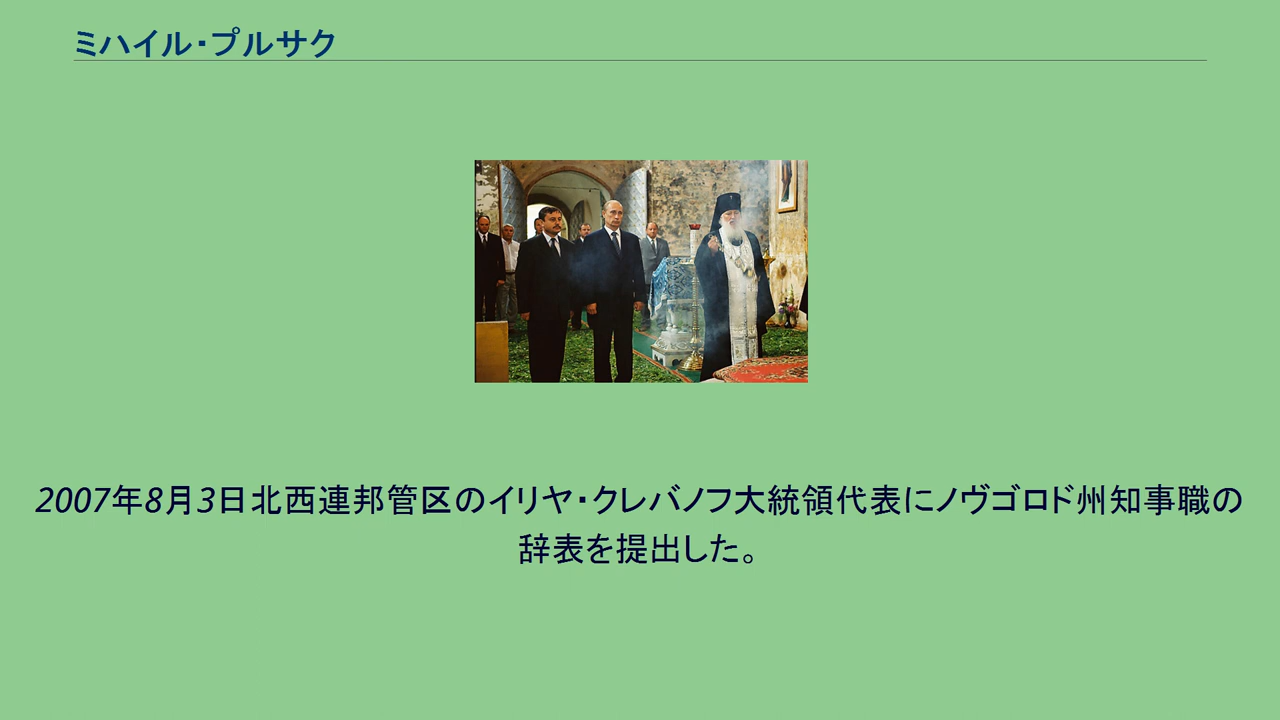 ミハイル・プルサク
2007年8月3日北西連邦管区のイリヤ・クレバノフ大統領代表にノヴゴロド州知事職の
辞表を提出した。